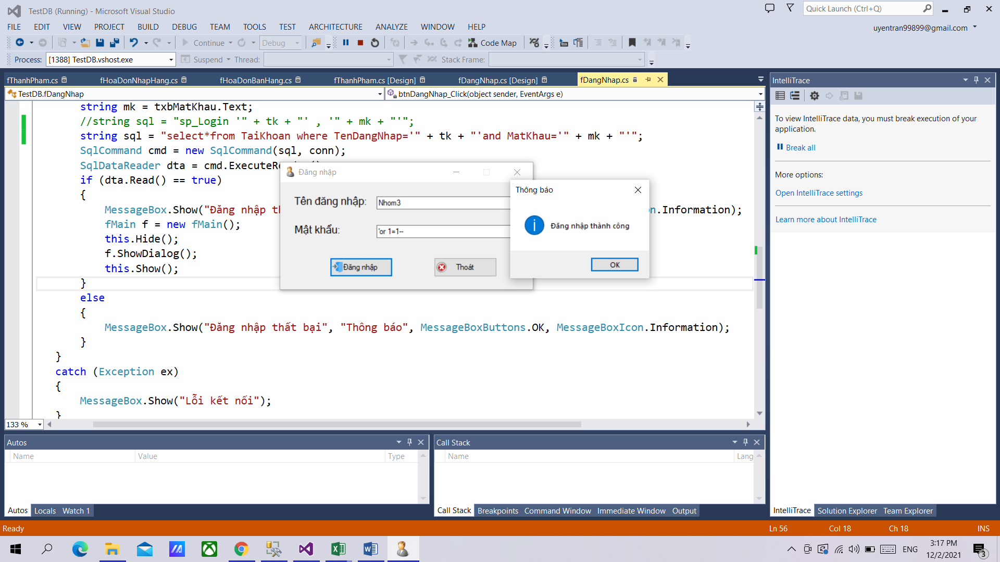 TestDB (Running) - Microsoft Visual Studio
Quick Launch (Ctrl+Q)
FILE EDIT VIEW PROJECT BUILD DEBUG TEAM TOOLS TEST ARCHITECTURE ANALYZE WINDOW HELP
uyentran99899@gmail.com
Continue Debug Code Map
Process: [1388] TestDB.vshost.exe Suspend Thread: Stack Frame:
fThanhPham.cs fHoaDonNhapHang.cs fHoaDonBanHang.cs fThanhPham.cs [Design] fDangNhap.cs [Design] fDangNhap.cs
TestDB.fDangNhap btnDangNhap_Click(object sender, EventArgs e)
string mk = txbMatKhau.Text;
//string sql = "sp_Login '" + tk + "' , '" + mk + "'";
string sql = "select*from TaiKhoan where TenDangNhap='" + tk + "'and MatKhau='" + mk + "'";
SqlCommand cmd = new SqlCommand(sql, conn);
SqlDataReader dta = cmd.ExecuteRe
if (dta.Read() == true)
{
MessageBox.Show("Đăng nhập th n.Information);
fMain f = new fMain();
this.Hide();
f.ShowDialog();
this.Show();
}
else
{
MessageBox.Show("Đăng nhập thất bại", "Thông báo", MessageBoxButtons.OK, MessageBoxIcon.Information);
}
}
catch (Exception ex)
{
MessageBox.Show("Lỗi kết nối");
}
133 %
Đăng nhập
Tên đăng nhập: Nhom3
Mật khẩu: 'or 1=1--
Đăng nhập Thoát
Thông báo
Đăng nhập thành công
OK
IntelliTrace
To view IntelliTrace data, you must break execution of your
application.
Break all
More options:
Open IntelliTrace settings
Learn more about IntelliTrace
Autos
Name Value Type
Autos Locals Watch 1
Call Stack
Name Lang
Call Stack Breakpoints Command Window Immediate Window Output
IntelliTrace Solution Explorer Team Explorer
Ready Ln 56 Col 18 Ch 18 INS
ENG
3:17 PM
12/2/2021
3